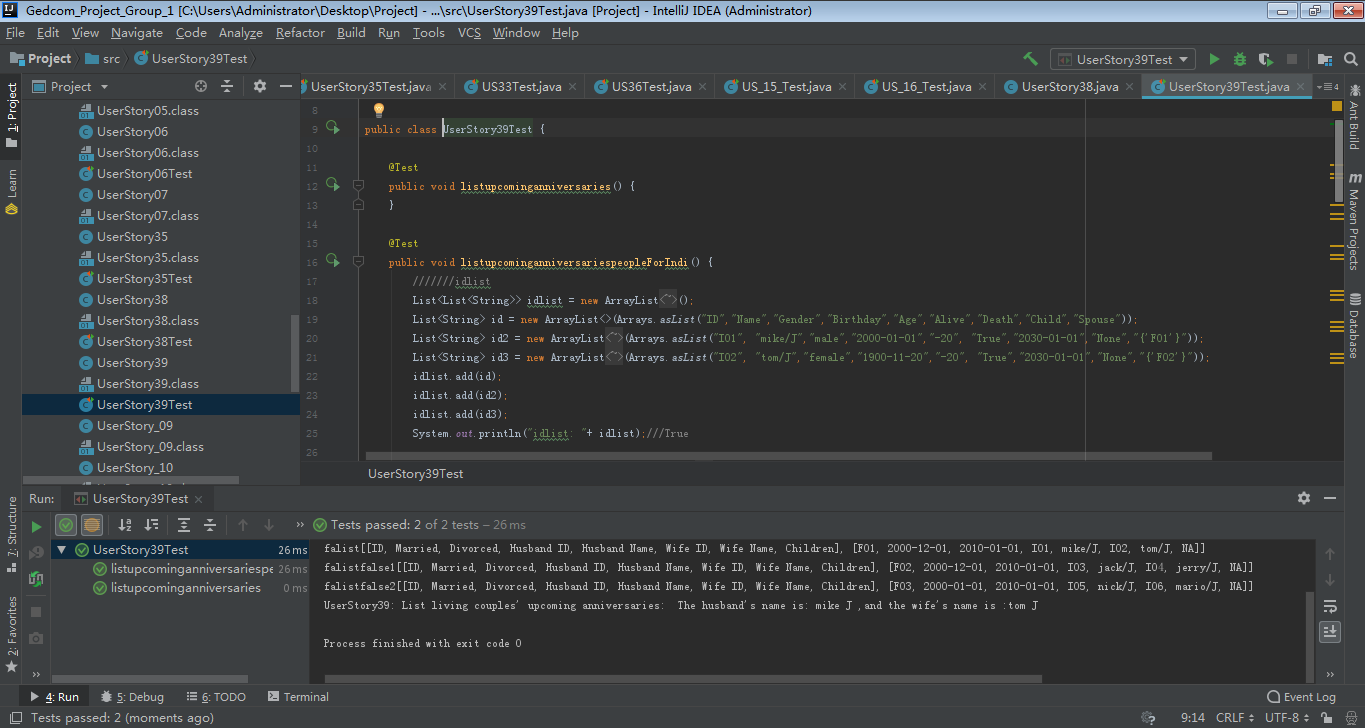 Gedcom_Project_Group_1 [C:\Users\Administrator\Desktop\Project] - ...\src\UserStory39Test.java [Project] - IntelliJ IDEA (Administrator)
File Edit View Navigate Code Analyze Refactor Build Run Tools VCS Window Help
Project src UserStory39Test
UserStory39Test
Project
UserStory35Test.java US33Test.java US36Test.java US_15_Test.java US_16_Test.java UserStory38.java UserStory39Test.java
4
1: Project
Learn
7: Structure
2: Favorites
UserStory05.class
UserStory06
UserStory06.class
UserStory06Test
UserStory07
UserStory07.class
UserStory35
UserStory35.class
UserStory35Test
UserStory38
UserStory38.class
UserStory38Test
UserStory39
UserStory39.class
UserStory39Test
UserStory_09
UserStory_09.class
UserStory_10
8
9 public class UserStory39Test {
10
11 @Test
12 public void listupcominganniversaries() {
13 }
14
15 @Test
16 public void listupcominganniversariespeopleForIndi() {
17 ///////idlist
18 List<List<String>> idlist = new ArrayList<~>();
19 List<String> id = new ArrayList<>(Arrays.asList("ID","Name","Gender","Birthday","Age","Alive","Death","Child","Spouse"));
20 List<String> id2 = new ArrayList<~>(Arrays.asList("I01", "mike/J","male","2000-01-01","-20", "True","2030-01-01","None","{'F01'}"));
21 List<String> id3 = new ArrayList<~>(Arrays.asList("I02", "tom/J","female","1900-11-20","-20", "True","2030-01-01","None","{'F02'}"));
22 idlist.add(id);
23 idlist.add(id2);
24 idlist.add(id3);
25 System.out.println("idlist: "+ idlist);///True
26
UserStory39Test
Ant Build
Maven Projects
Database
Run: UserStory39Test
Tests passed: 2 of 2 tests – 26 ms
UserStory39Test 26 ms
listupcominganniversariespe 26 ms
listupcominganniversaries 0 ms
falist[[ID, Married, Divorced, Husband ID, Husband Name, Wife ID, Wife Name, Children], [F01, 2000-12-01, 2010-01-01, I01, mike/J, I02, tom/J, NA]]
falistfalse1[[ID, Married, Divorced, Husband ID, Husband Name, Wife ID, Wife Name, Children], [F02, 2000-12-01, 2010-01-01, I03, jack/J, I04, jerry/J, NA]]
falistfalse2[[ID, Married, Divorced, Husband ID, Husband Name, Wife ID, Wife Name, Children], [F03, 2000-12-01, 2010-01-01, I05, nick/J, I06, mario/J, NA]]
UserStory39: List living couples' upcoming anniversaries: The husband's name is: mike J ,and the wife's name is :tom J
Process finished with exit code 0
4: Run 5: Debug 6: TODO Terminal Event Log
Tests passed: 2 (moments ago) 9:14 CRLF UTF-8